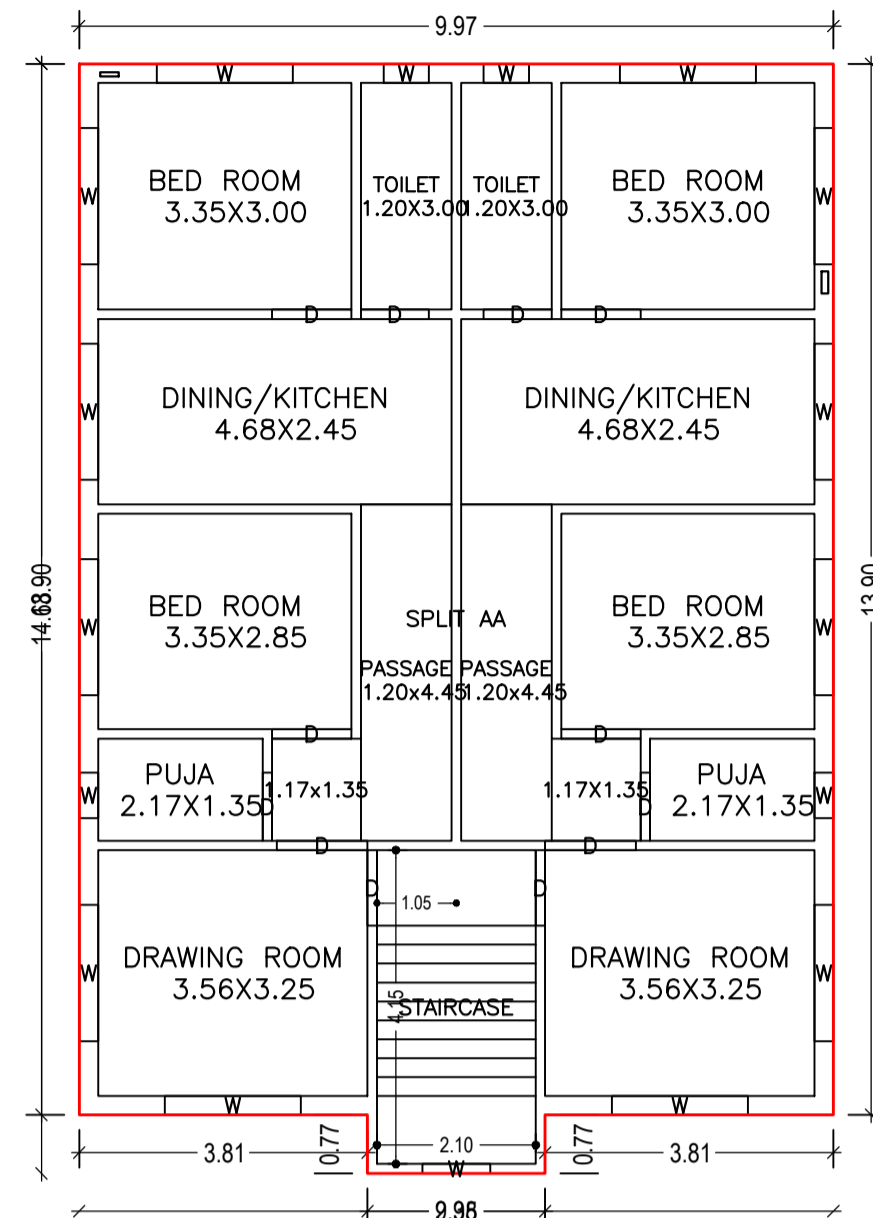 9.97
W W W W
BED ROOM
3.35X3.00
TOILET
1.20X3.00
TOILET
1.20X3.00
BED ROOM
3.35X3.00
W W
D D D D
DINING/KITCHEN
4.68X2.45
DINING/KITCHEN
4.68X2.45
W W
13.90
BED ROOM
3.35X2.85
SPLIT AA
BED ROOM
3.35X2.85
W W
PASSAGE
1.20x4.45
PASSAGE
1.20x4.45
D D
PUJA
2.17X1.35
1.17x1.35
1.17X1.35
PUJA
2.17X1.35
W D D W
D D
D D
1.05
DRAWING ROOM
3.56X3.25
4.15
STAIRCASE
DRAWING ROOM
3.56X3.25
W W
W W
3.81
0.77
2.10
0.77
3.81
W